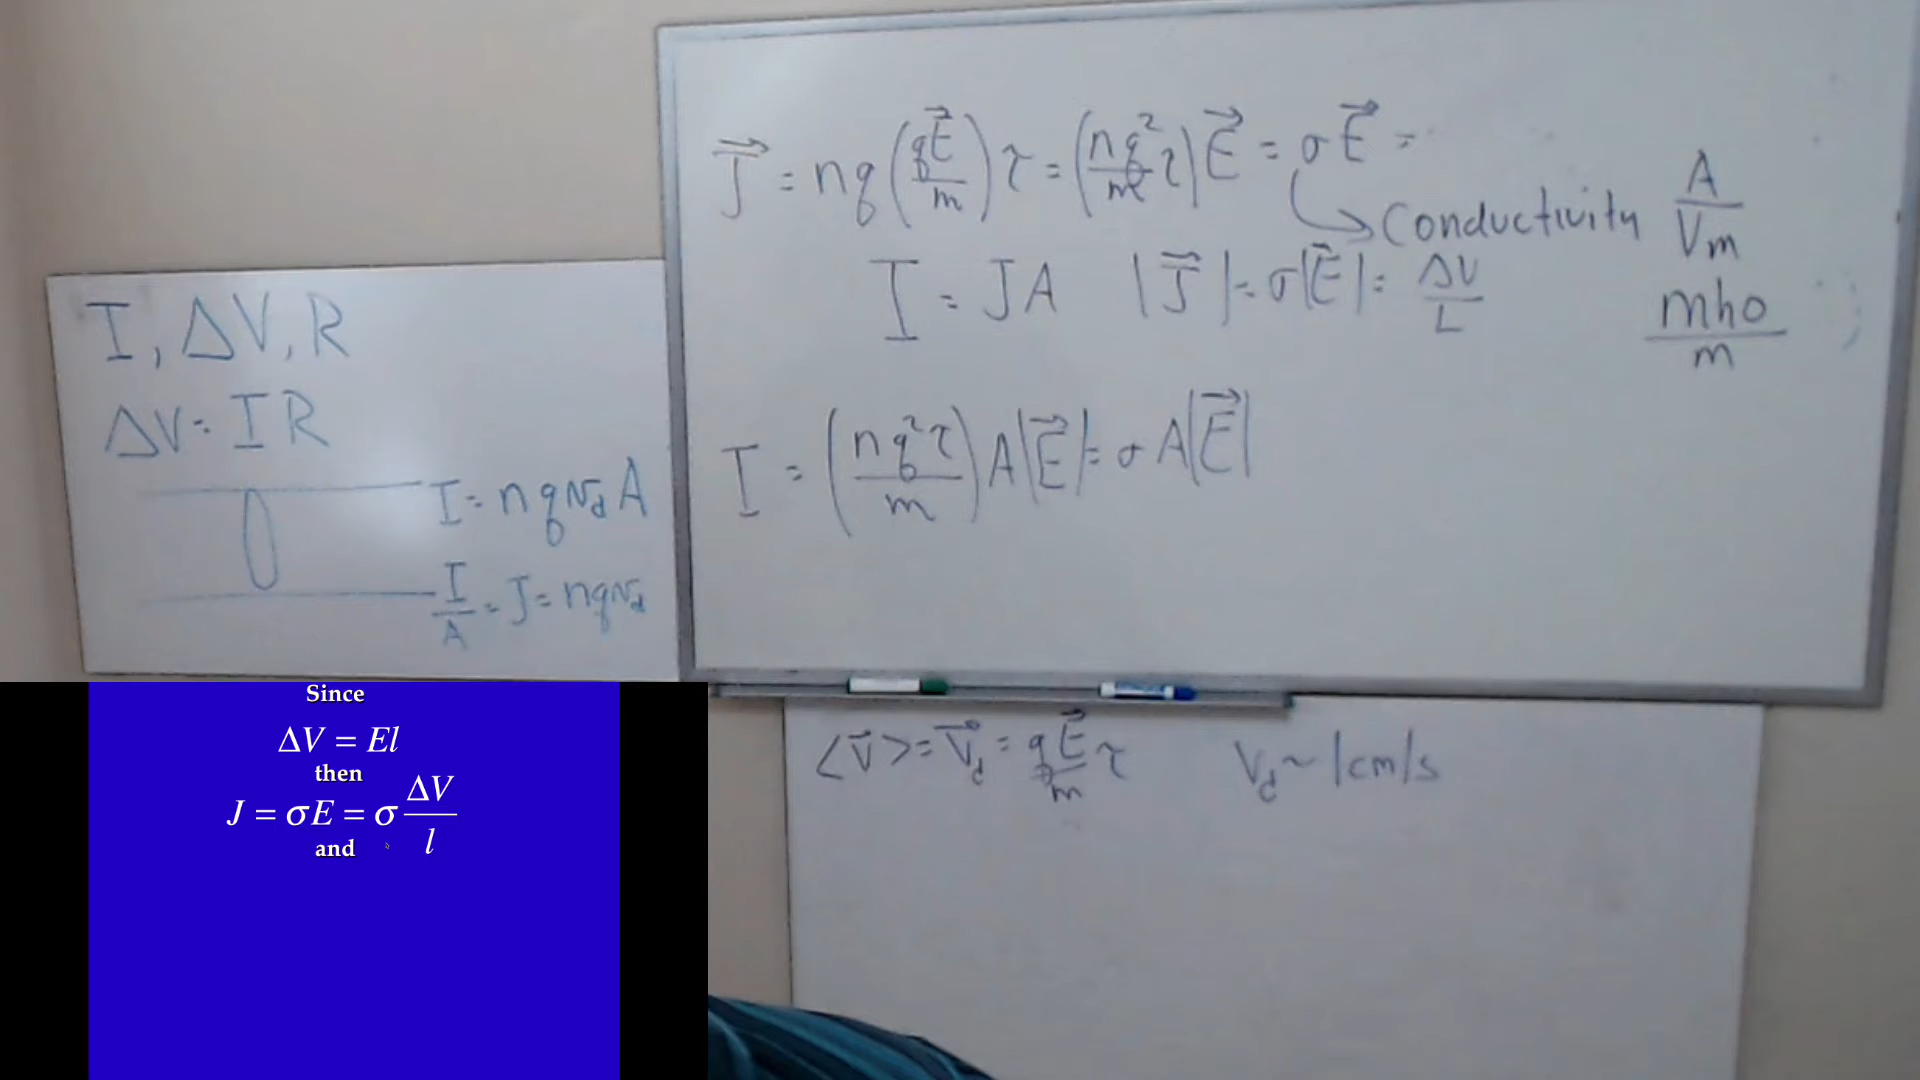 I, ΔV, R
ΔV = IR
I = nqv_d A
I/A = J = nqv_d
J⃗ = nq(qE⃗/m)τ = (nq²/m τ)E⃗ = σE⃗ =
Conductivity A/Vm
I = JA |J⃗| = σ|E⃗| = ΔV/L
mho/m
I = (nq²τ/m)A|E⃗| = σA|E⃗|
<v⃗> = v⃗_d = qE⃗/m τ V_d ~ 1cm/s
Since
ΔV = El
then
J = σE = σ ΔV/l
and